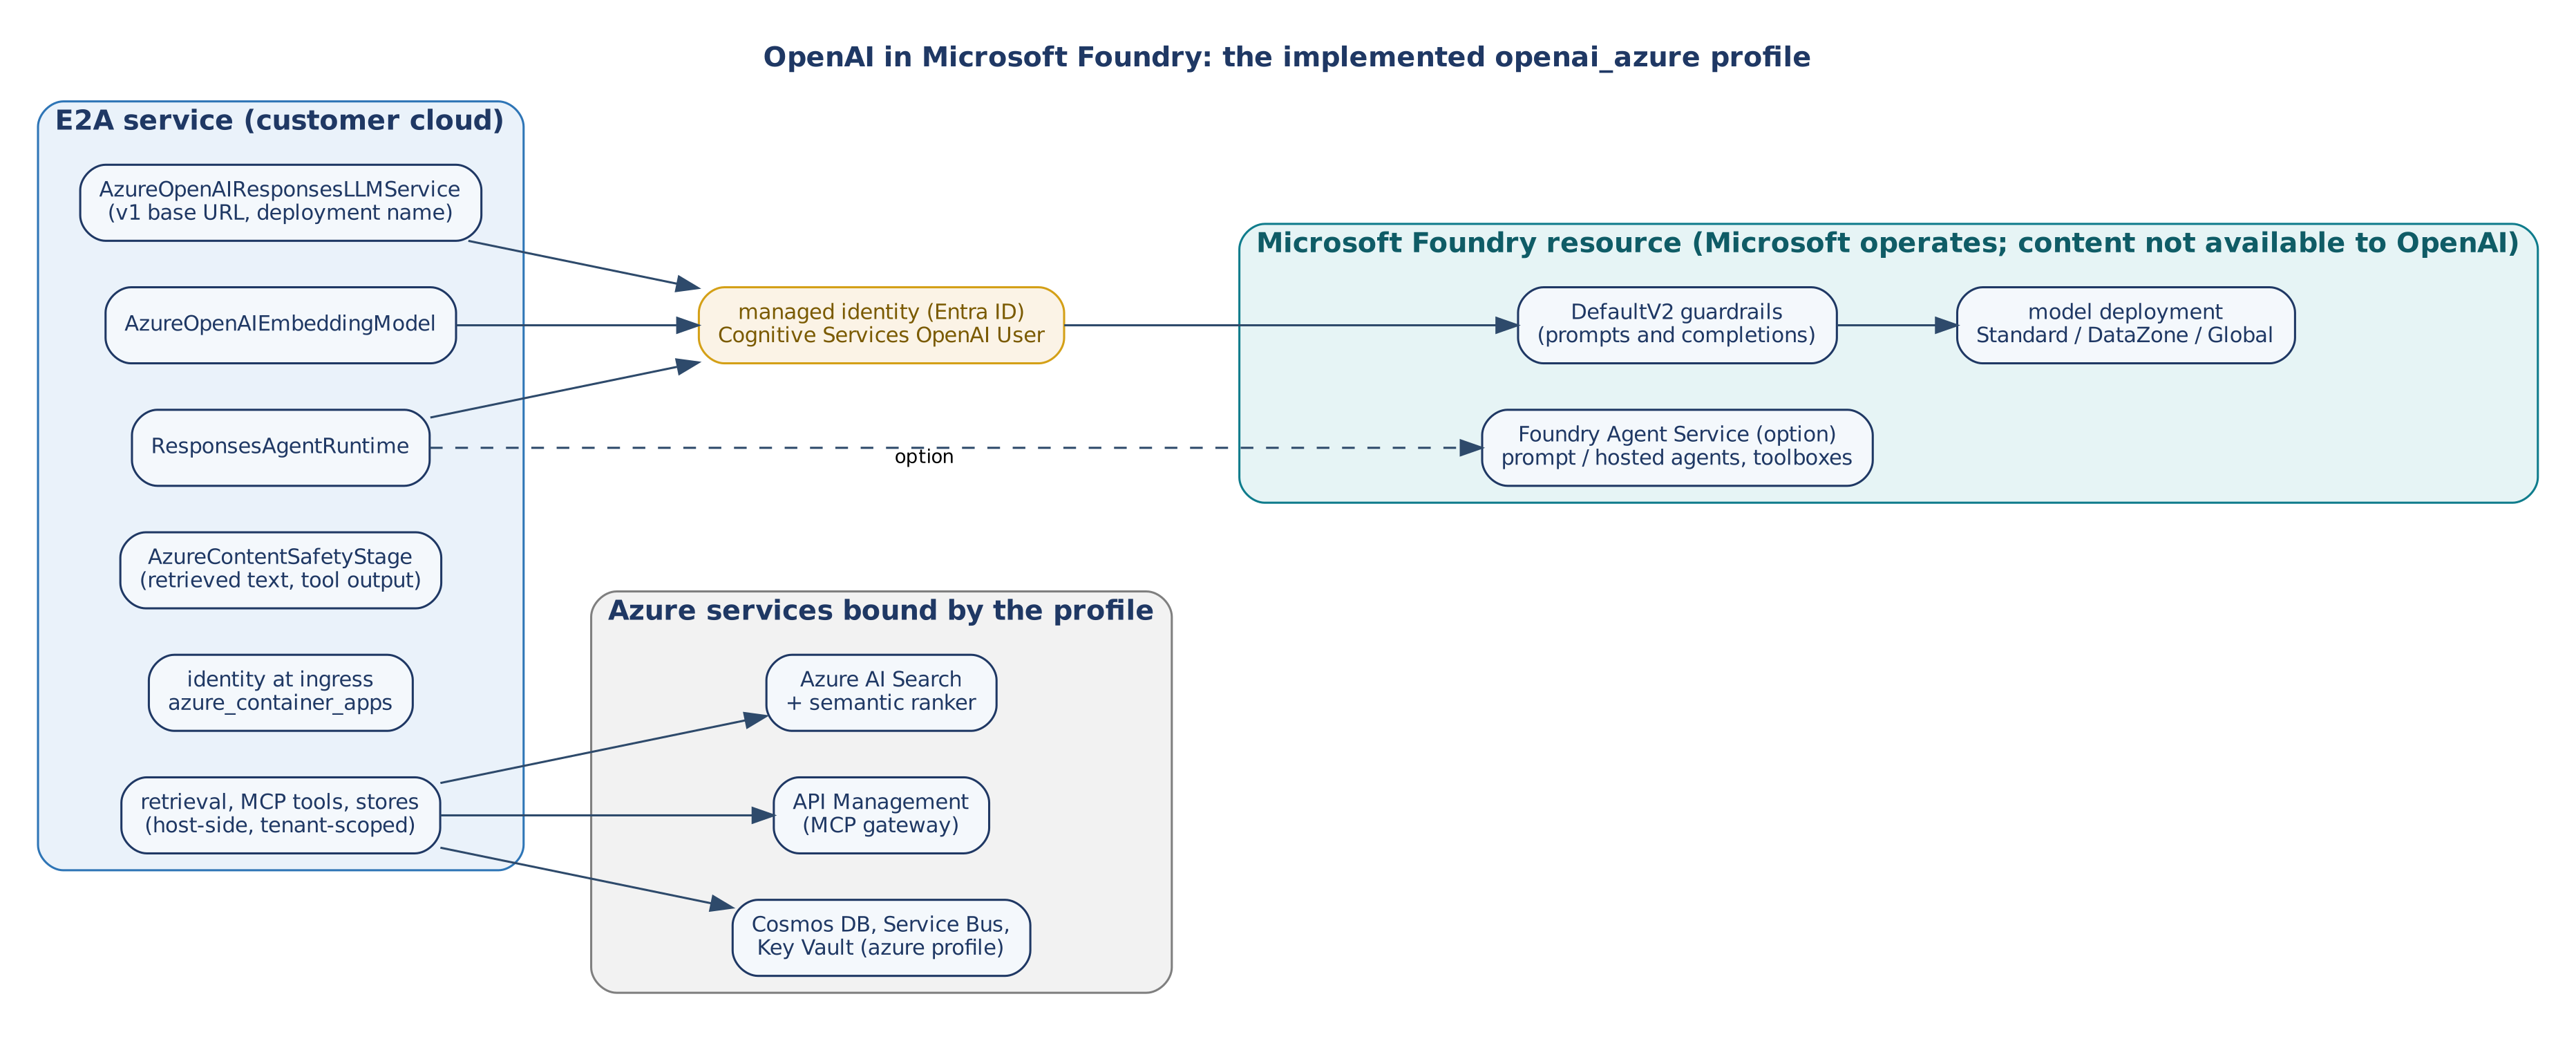 OpenAI in Microsoft Foundry: the implemented openai_azure profile
E2A service (customer cloud)
AzureOpenAIResponsesLLMService
(v1 base URL, deployment name)
AzureOpenAIEmbeddingModel
ResponsesAgentRuntime
AzureContentSafetyStage
(retrieved text, tool output)
identity at ingress
azure_container_apps
retrieval, MCP tools, stores
(host-side, tenant-scoped)
managed identity (Entra ID)
Cognitive Services OpenAI User
option
Microsoft Foundry resource (Microsoft operates; content not available to OpenAI)
DefaultV2 guardrails
(prompts and completions)
model deployment
Standard / DataZone / Global
Foundry Agent Service (option)
prompt / hosted agents, toolboxes
Azure services bound by the profile
Azure AI Search
+ semantic ranker
API Management
(MCP gateway)
Cosmos DB, Service Bus,
Key Vault (azure profile)